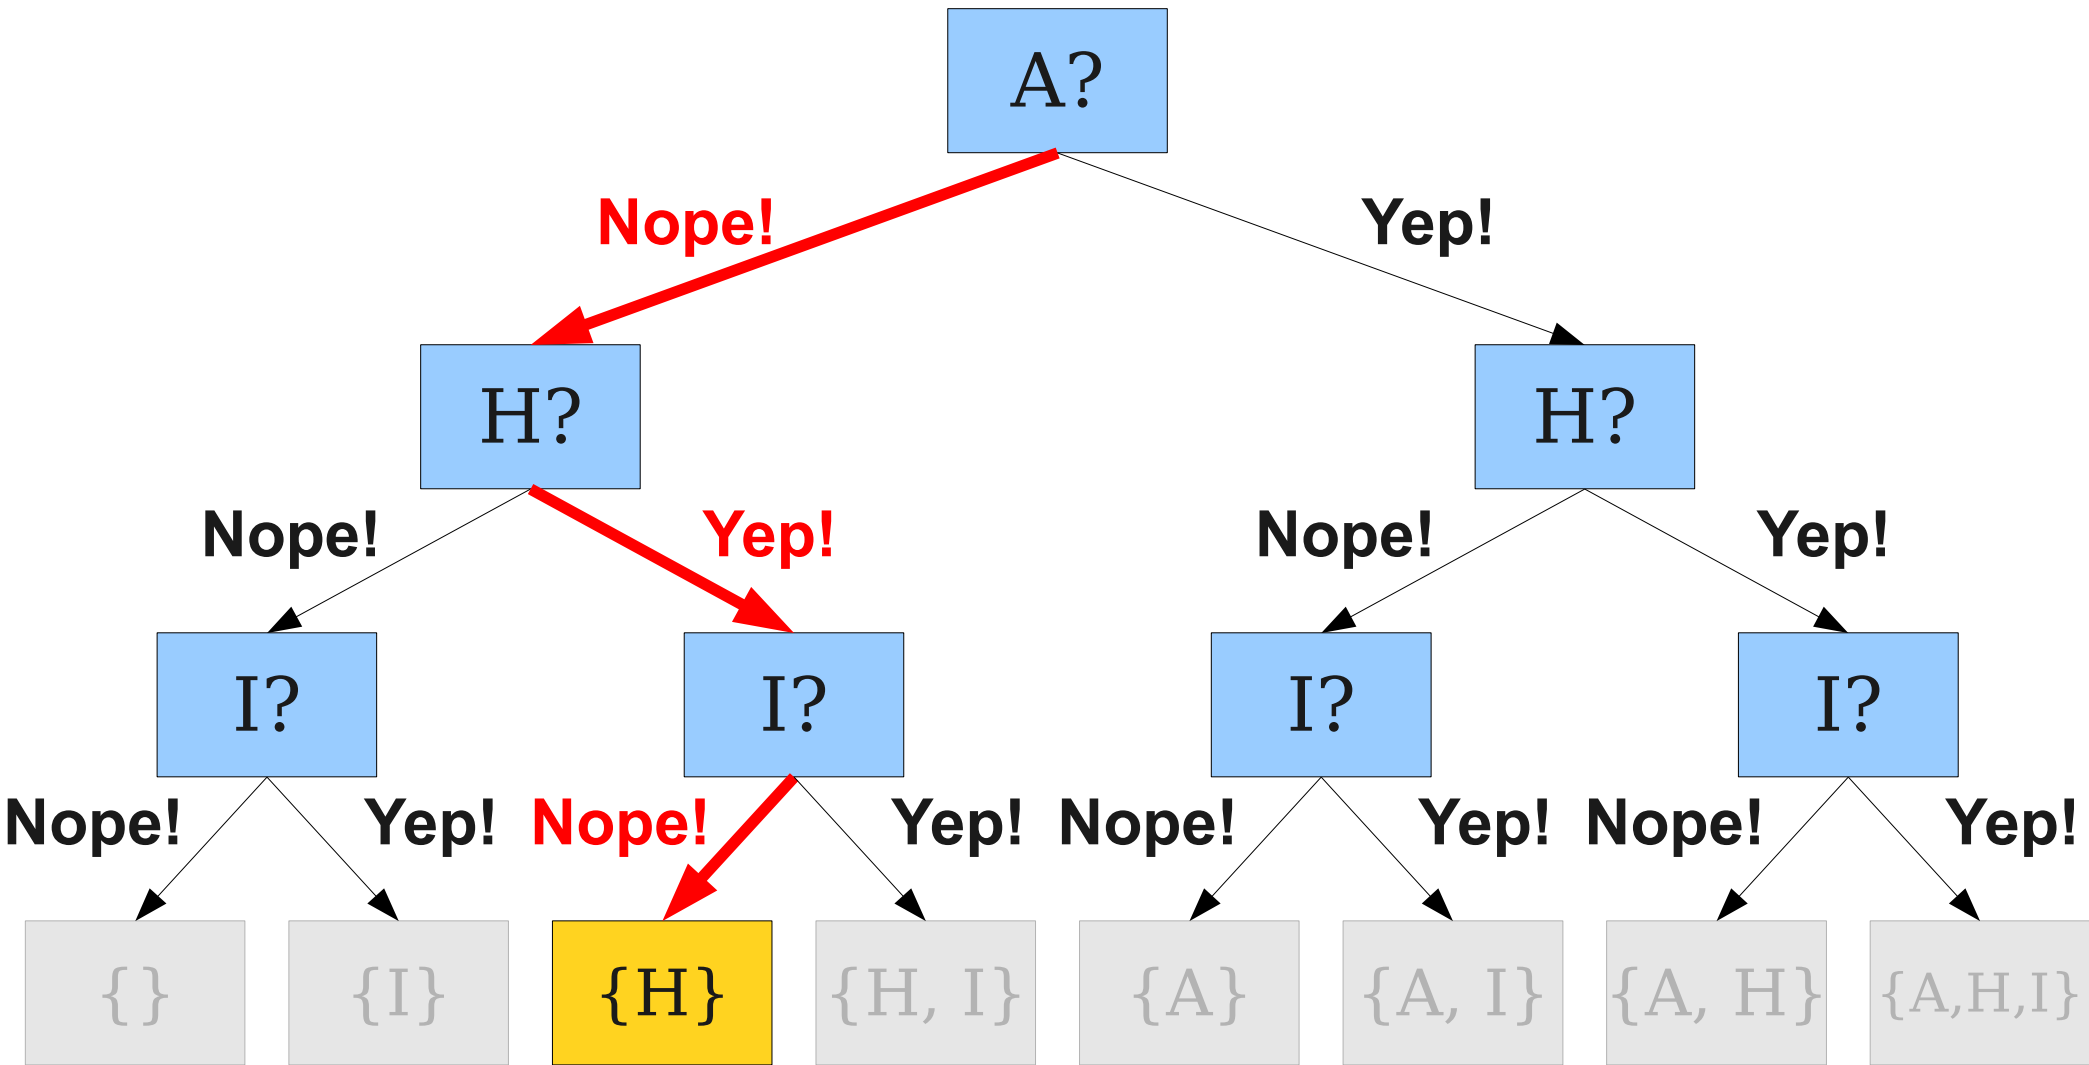 A?
Nope!
Yep!
H?
H?
Nope!
Yep!
Nope!
Yep!
I?
I?
I?
I?
Nope!
Yep!
Nope!
Yep!
Nope!
Yep!
Nope!
Yep!
{}
{I}
{H}
{H, I}
{A}
{A, I}
{A, H}
{A,H,I}